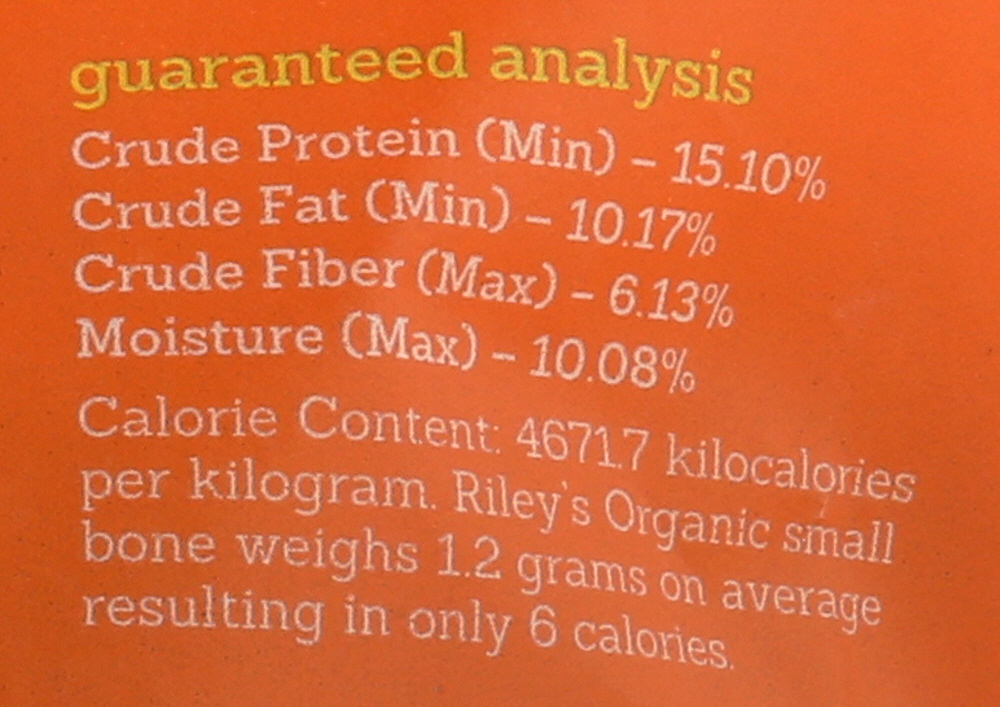 guaranteed analysis
Crude Protein (Min) – 15.10%
Crude Fat (Min) – 10.17%
Crude Fiber (Max) – 6.13%
Moisture (Max) – 10.08%
Calorie Content: 4671.7 kilocalories
per kilogram. Riley's Organic small
bone weighs 1.2 grams on average
resulting in only 6 calories.